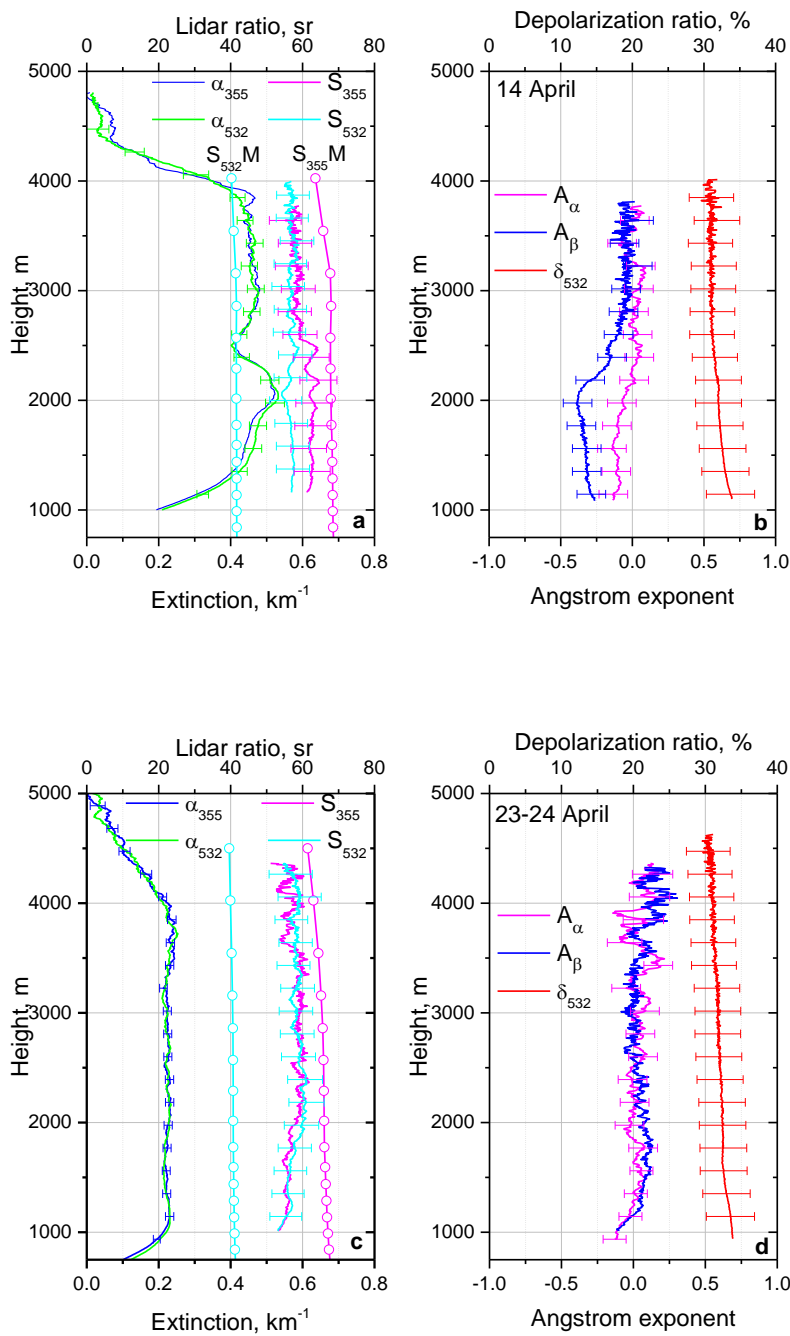 Lidar ratio, sr
0 20 40 60 80
5000
4000
3000
2000
1000
Height, m
α355 S355
α532 S532
S532M S355M
a
0.0 0.2 0.4 0.6 0.8
Extinction, km-1
Depolarization ratio, %
0 10 20 30 40
14 April
Aα
Aβ
δ532
5000
4000
3000
2000
1000
Height, m
b
-1.0 -0.5 0.0 0.5 1.0
Angstrom exponent
Lidar ratio, sr
0 20 40 60 80
5000
4000
3000
2000
1000
Height, m
α355 S355
α532 S532
c
0.0 0.2 0.4 0.6 0.8
Extinction, km-1
Depolarization ratio, %
0 10 20 30 40
23-24 April
Aα
Aβ
δ532
5000
4000
3000
2000
1000
Height, m
d
-1.0 -0.5 0.0 0.5 1.0
Angstrom exponent